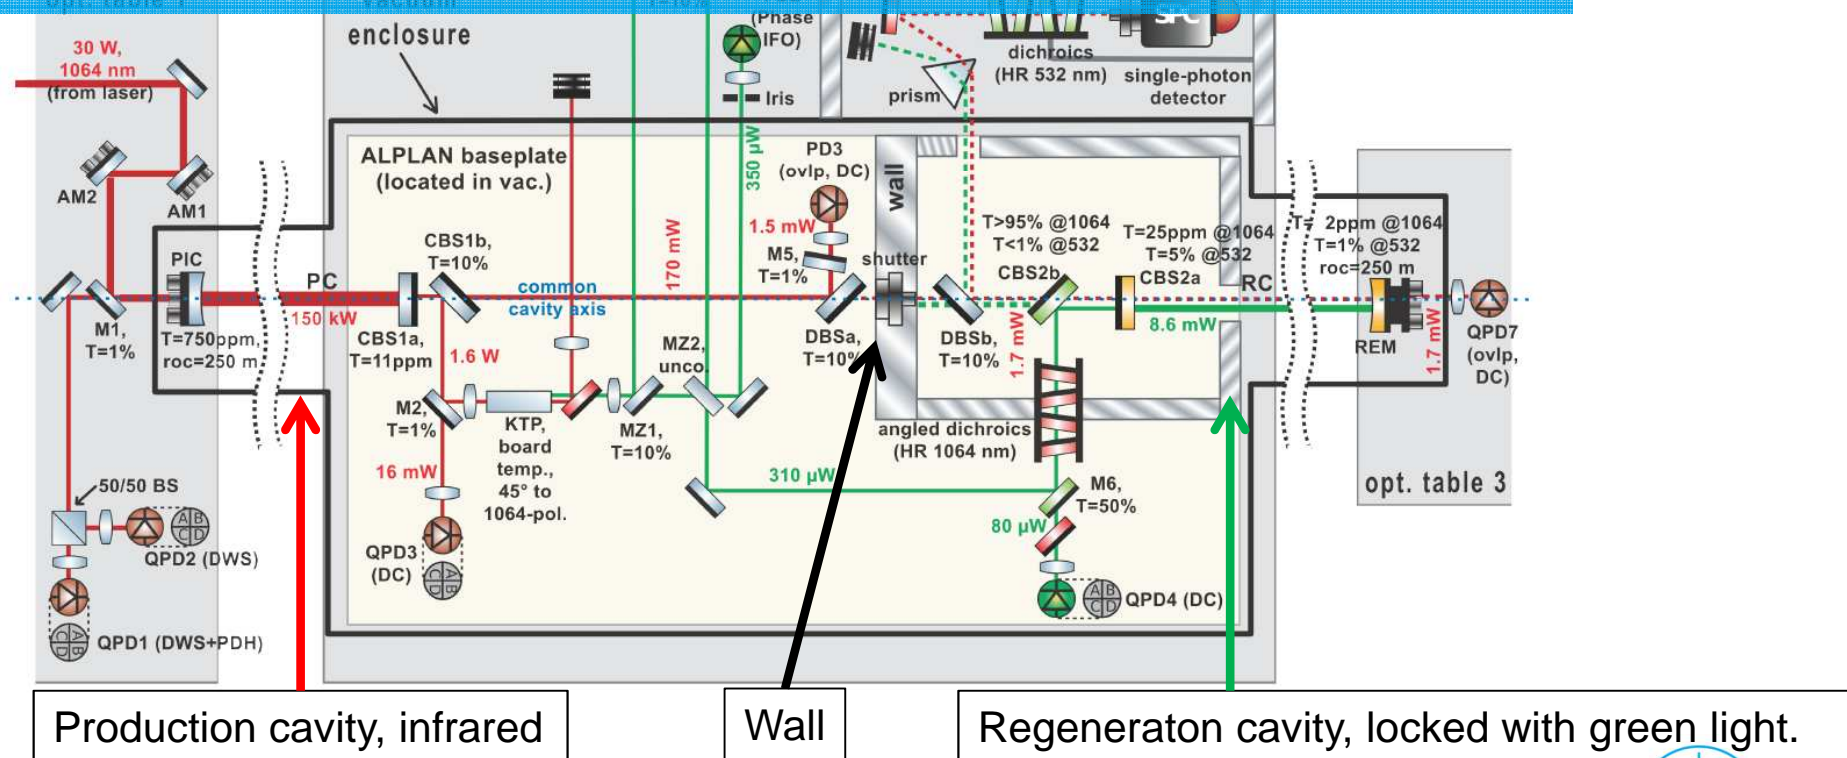 opt. table 1
vacuum
enclosure
T=10%
(Phase
IFO)
Iris
30 W,
1064 nm
(from laser)
AM2
AM1
ALPLAN baseplate
(located in vac.)
350 µW
PD3
(ovlp, DC)
1.5 mW
M5,
T=1%
wall
shutter
prism
dichroics
(HR 532 nm)
SPC
single-photon
detector
T>95% @1064
T<1% @532
CBS2b
T=25ppm @1064
T=5% @532
CBS2a
RC
T= 2ppm @1064
T=1% @532
roc=250 m
PIC
PC
150 kW
T=750ppm,
roc=250 m
M1,
T=1%
CBS1b,
T=10%
CBS1a,
T=11ppm
1.6 W
common
cavity axis
170 mW
MZ2,
unco.
DBSa,
T=10%
DBSb,
T=10%
1.7 mW
8.6 mW
REM
1.7 mW
QPD7
(ovlp,
DC)
M2,
T=1%
KTP,
board
temp.,
45° to
1064-pol.
MZ1,
T=10%
angled dichroics
(HR 1064 nm)
16 mW
310 µW
M6,
T=50%
80 µW
opt. table 3
50/50 BS
A B
C D
QPD2 (DWS)
QPD3
(DC)
A B
C D
A B
C D
QPD4 (DC)
A B
C D
QPD1 (DWS+PDH)
Production cavity, infrared
Wall
Regeneraton cavity, locked with green light.